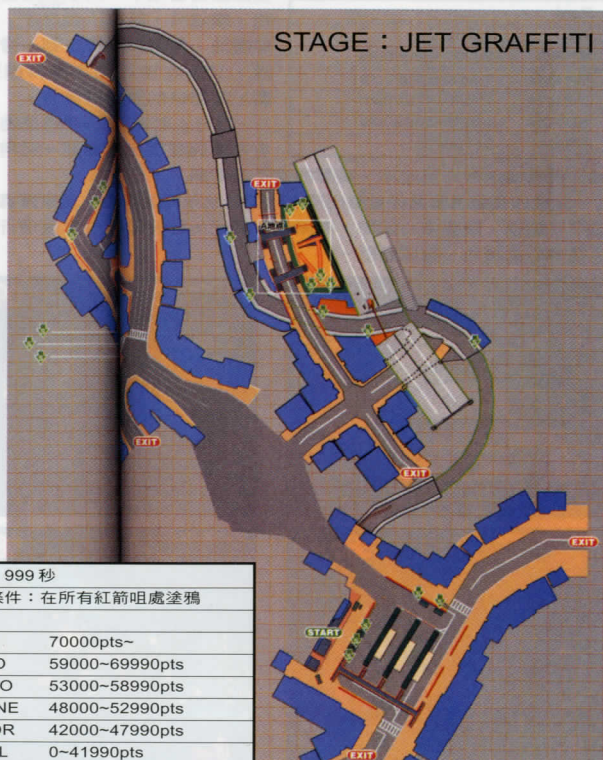 STAGE：JET GRAFFITI
EXIT
EXIT
EXIT
EXIT
EXIT
START
EXIT
999 秒
件：在所有紅箭咀處塗鴉
70000pts~
59000~69990pts
53000~58990pts
48000~52990pts
42000~47990pts
0~41990pts